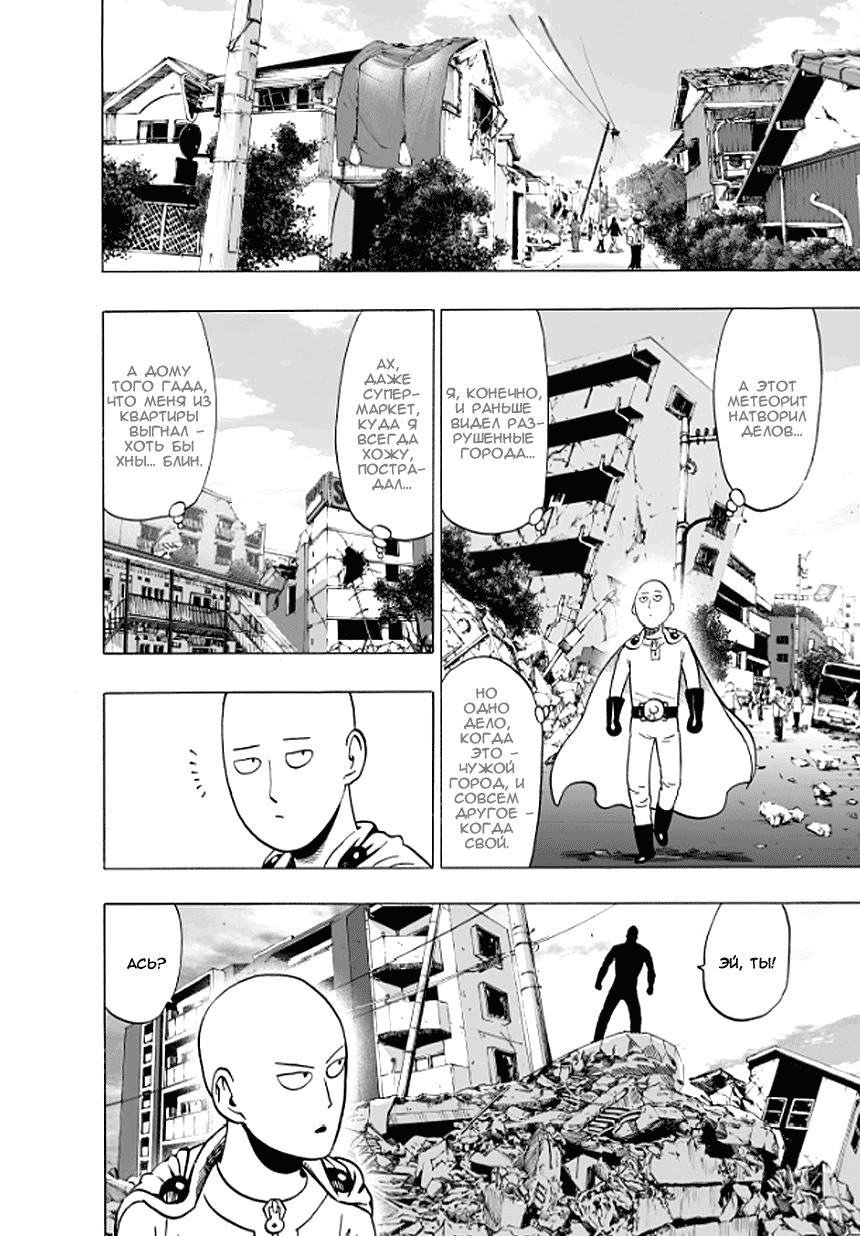 А ЭТОТ
МЕТЕОРИТ
НАТВОРИЛ
ДЕЛОВ...
Я, КОНЕЧНО,
И РАНЬШЕ
ВИДЕЛ РАЗ-
РУШЕННЫЕ
ГОРОДА...
НО
ОДНО
ДЕЛО,
КОГДА
ЭТО -
ЧУЖОЙ
ГОРОД, И
СОВСЕМ
ДРУГОЕ -
КОГДА
СВОЙ.
АХ,
ДАЖЕ
СУПЕР-
МАРКЕТ,
КУДА Я
ВСЕГДА
ХОЖУ,
ПОСТРА-
ДАЛ...
А ДОМУ
ТОГО ГАДА,
ЧТО МЕНЯ ИЗ
КВАРТИРЫ
ВЫГНАЛ -
ХОТЬ БЫ
ХНЫ... БЛИН.
ЭЙ, ТЫ!
АСЬ?